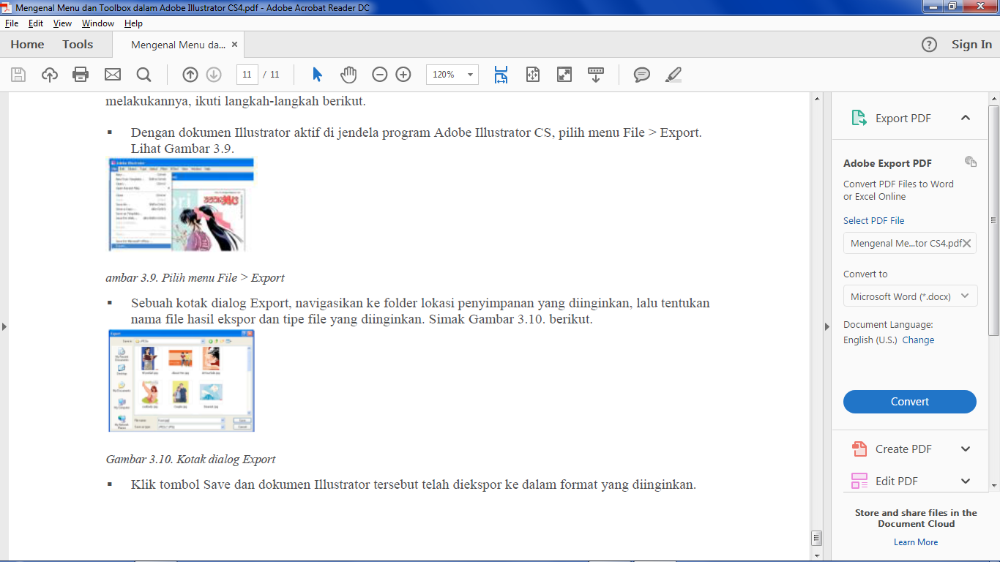 Mengenal Menu dan Toolbox dalam Adobe Illustrator CS4.pdf - Adobe Acrobat Reader DC
File Edit View Window Help
Home Tools Mengenal Menu da... × Sign In
11 / 11 120%
melakukannya, ikuti langkah-langkah berikut.
▪ Dengan dokumen Illustrator aktif di jendela program Adobe Illustrator CS, pilih menu File > Export.
Lihat Gambar 3.9.
ambar 3.9. Pilih menu File > Export
▪ Sebuah kotak dialog Export, navigasikan ke folder lokasi penyimpanan yang diinginkan, lalu tentukan
nama file hasil ekspor dan tipe file yang diinginkan. Simak Gambar 3.10. berikut.
Gambar 3.10. Kotak dialog Export
▪ Klik tombol Save dan dokumen Illustrator tersebut telah diekspor ke dalam format yang diinginkan.
Export PDF
Adobe Export PDF
Convert PDF Files to Word
or Excel Online
Select PDF File
Mengenal Me...tor CS4.pdf
Convert to
Microsoft Word (*.docx)
Document Language:
English (U.S.) Change
Convert
Create PDF
Edit PDF
Store and share files in the
Document Cloud
Learn More